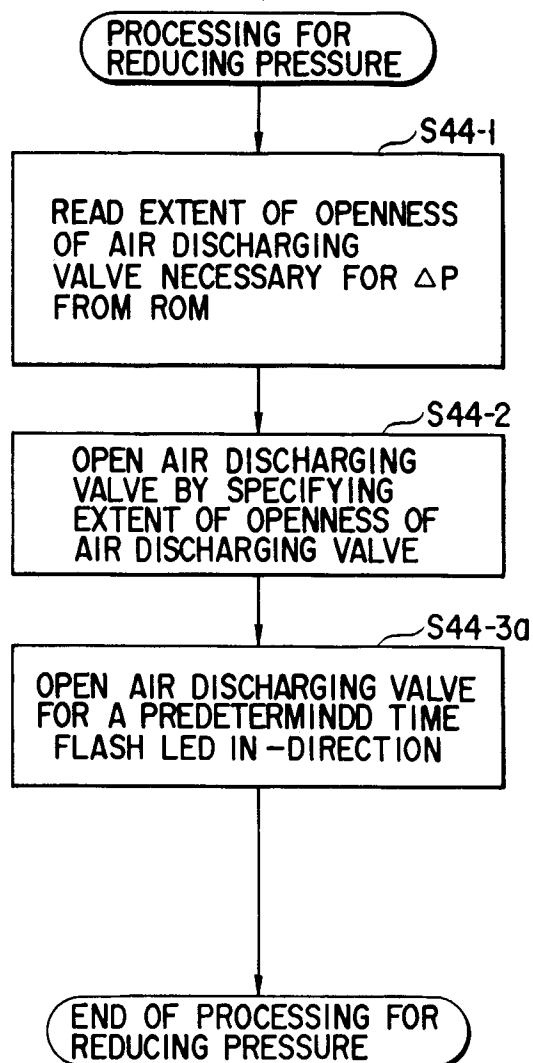 PROCESSING FOR
REDUCING PRESSURE
S44-1
READ EXTENT OF OPENNESS
OF AIR DISCHARGING
VALVE NECESSARY FOR △P
FROM ROM
S44-2
OPEN AIR DISCHARGING
VALVE BY SPECIFYING
EXTENT OF OPENNESS OF
AIR DISCHARGING VALVE
S44-3a
OPEN AIR DISCHARGING VALVE
FOR A PREDETERMINDD TIME
FLASH LED IN -DIRECTION
END OF PROCESSING FOR
REDUCING PRESSURE